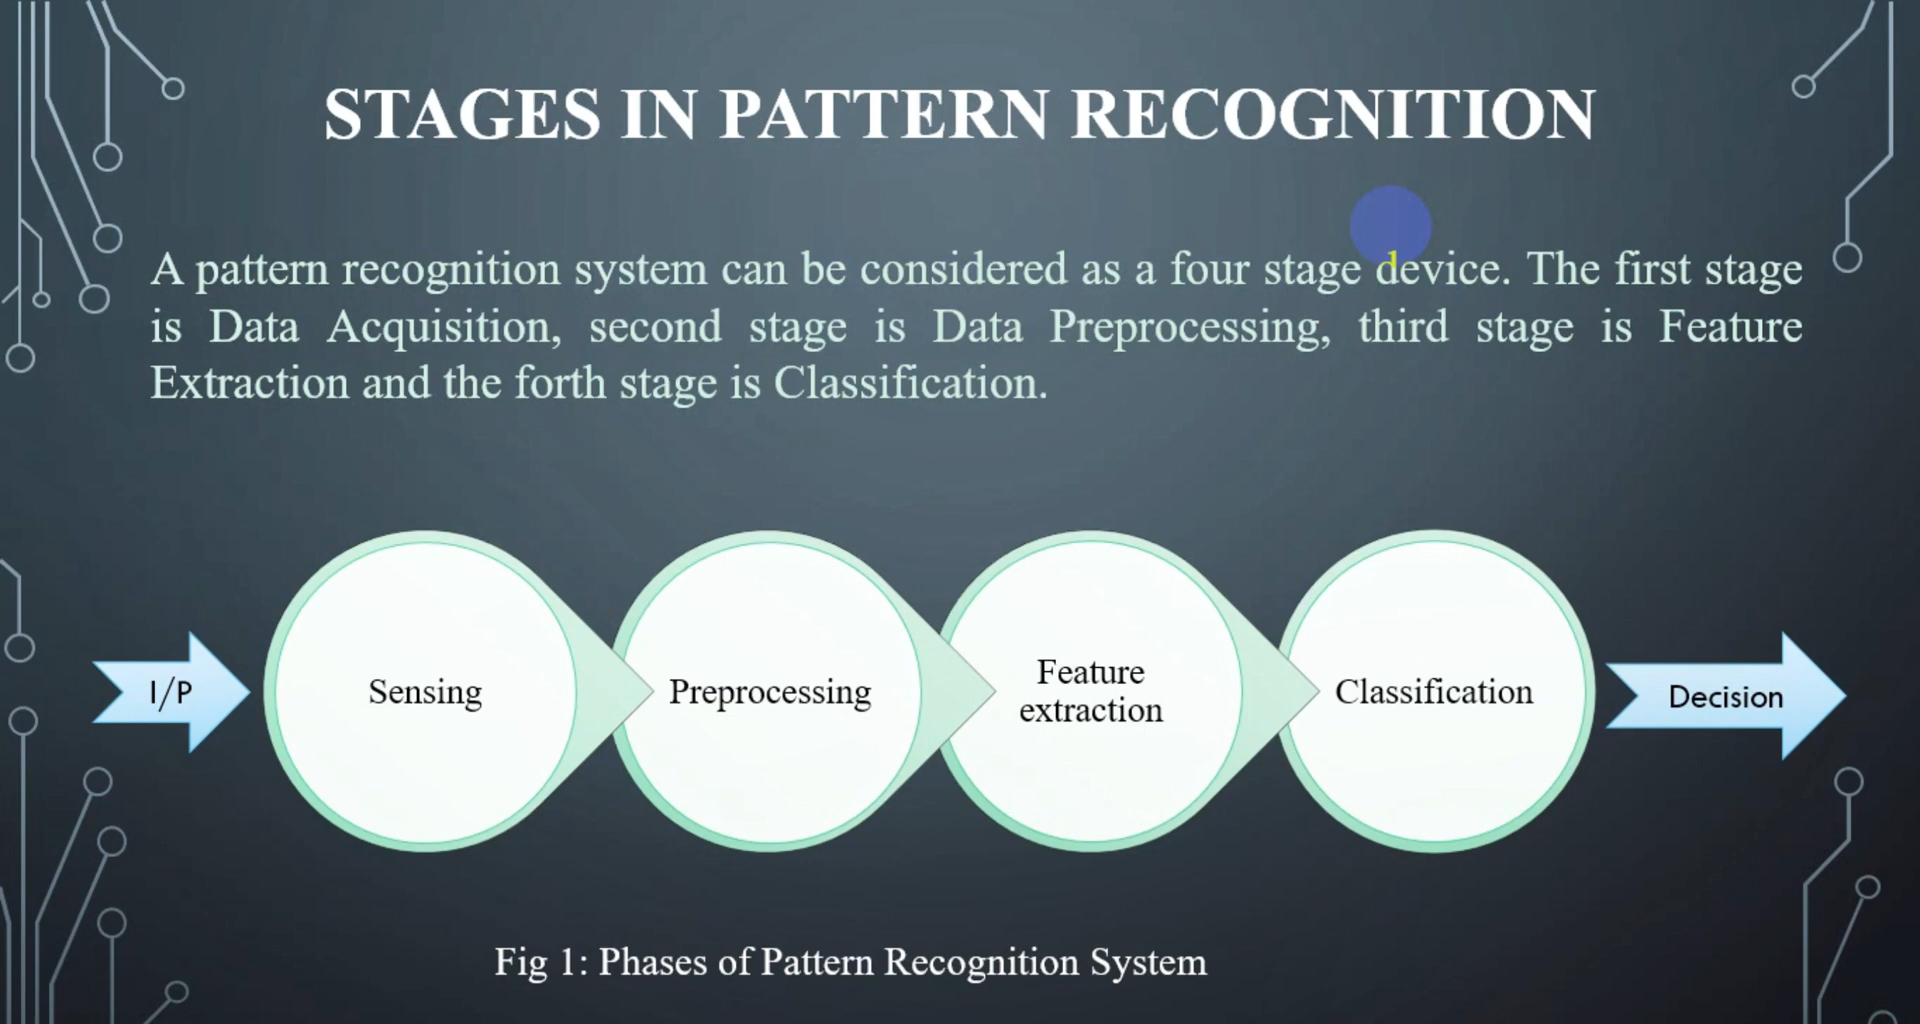 STAGES IN PATTERN RECOGNITION
A pattern recognition system can be considered as a four stage device. The first stage
is Data Acquisition, second stage is Data Preprocessing, third stage is Feature
Extraction and the forth stage is Classification.
I/P
Sensing
Preprocessing
Feature
extraction
Classification
Decision
Fig 1: Phases of Pattern Recognition System